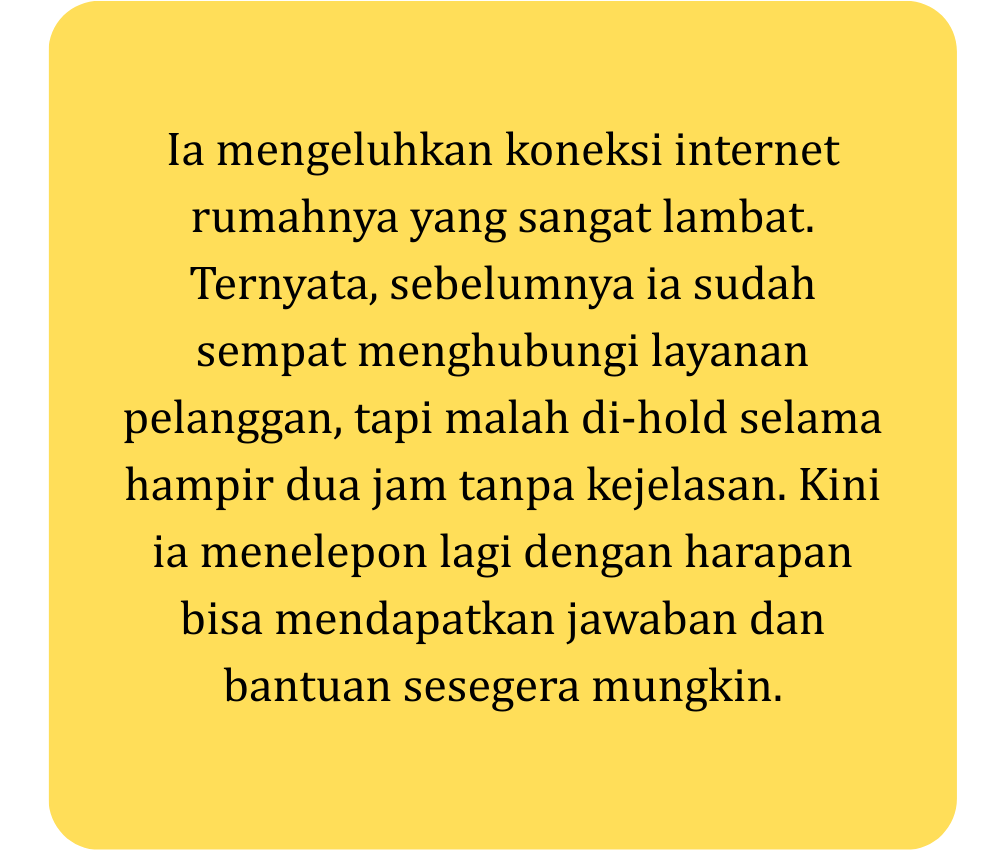 Ia mengeluhkan koneksi internet
rumahnya yang sangat lambat.
Ternyata, sebelumnya ia sudah
sempat menghubungi layanan
pelanggan, tapi malah di-hold selama
hampir dua jam tanpa kejelasan. Kini
ia menelepon lagi dengan harapan
bisa mendapatkan jawaban dan
bantuan sesegera mungkin.